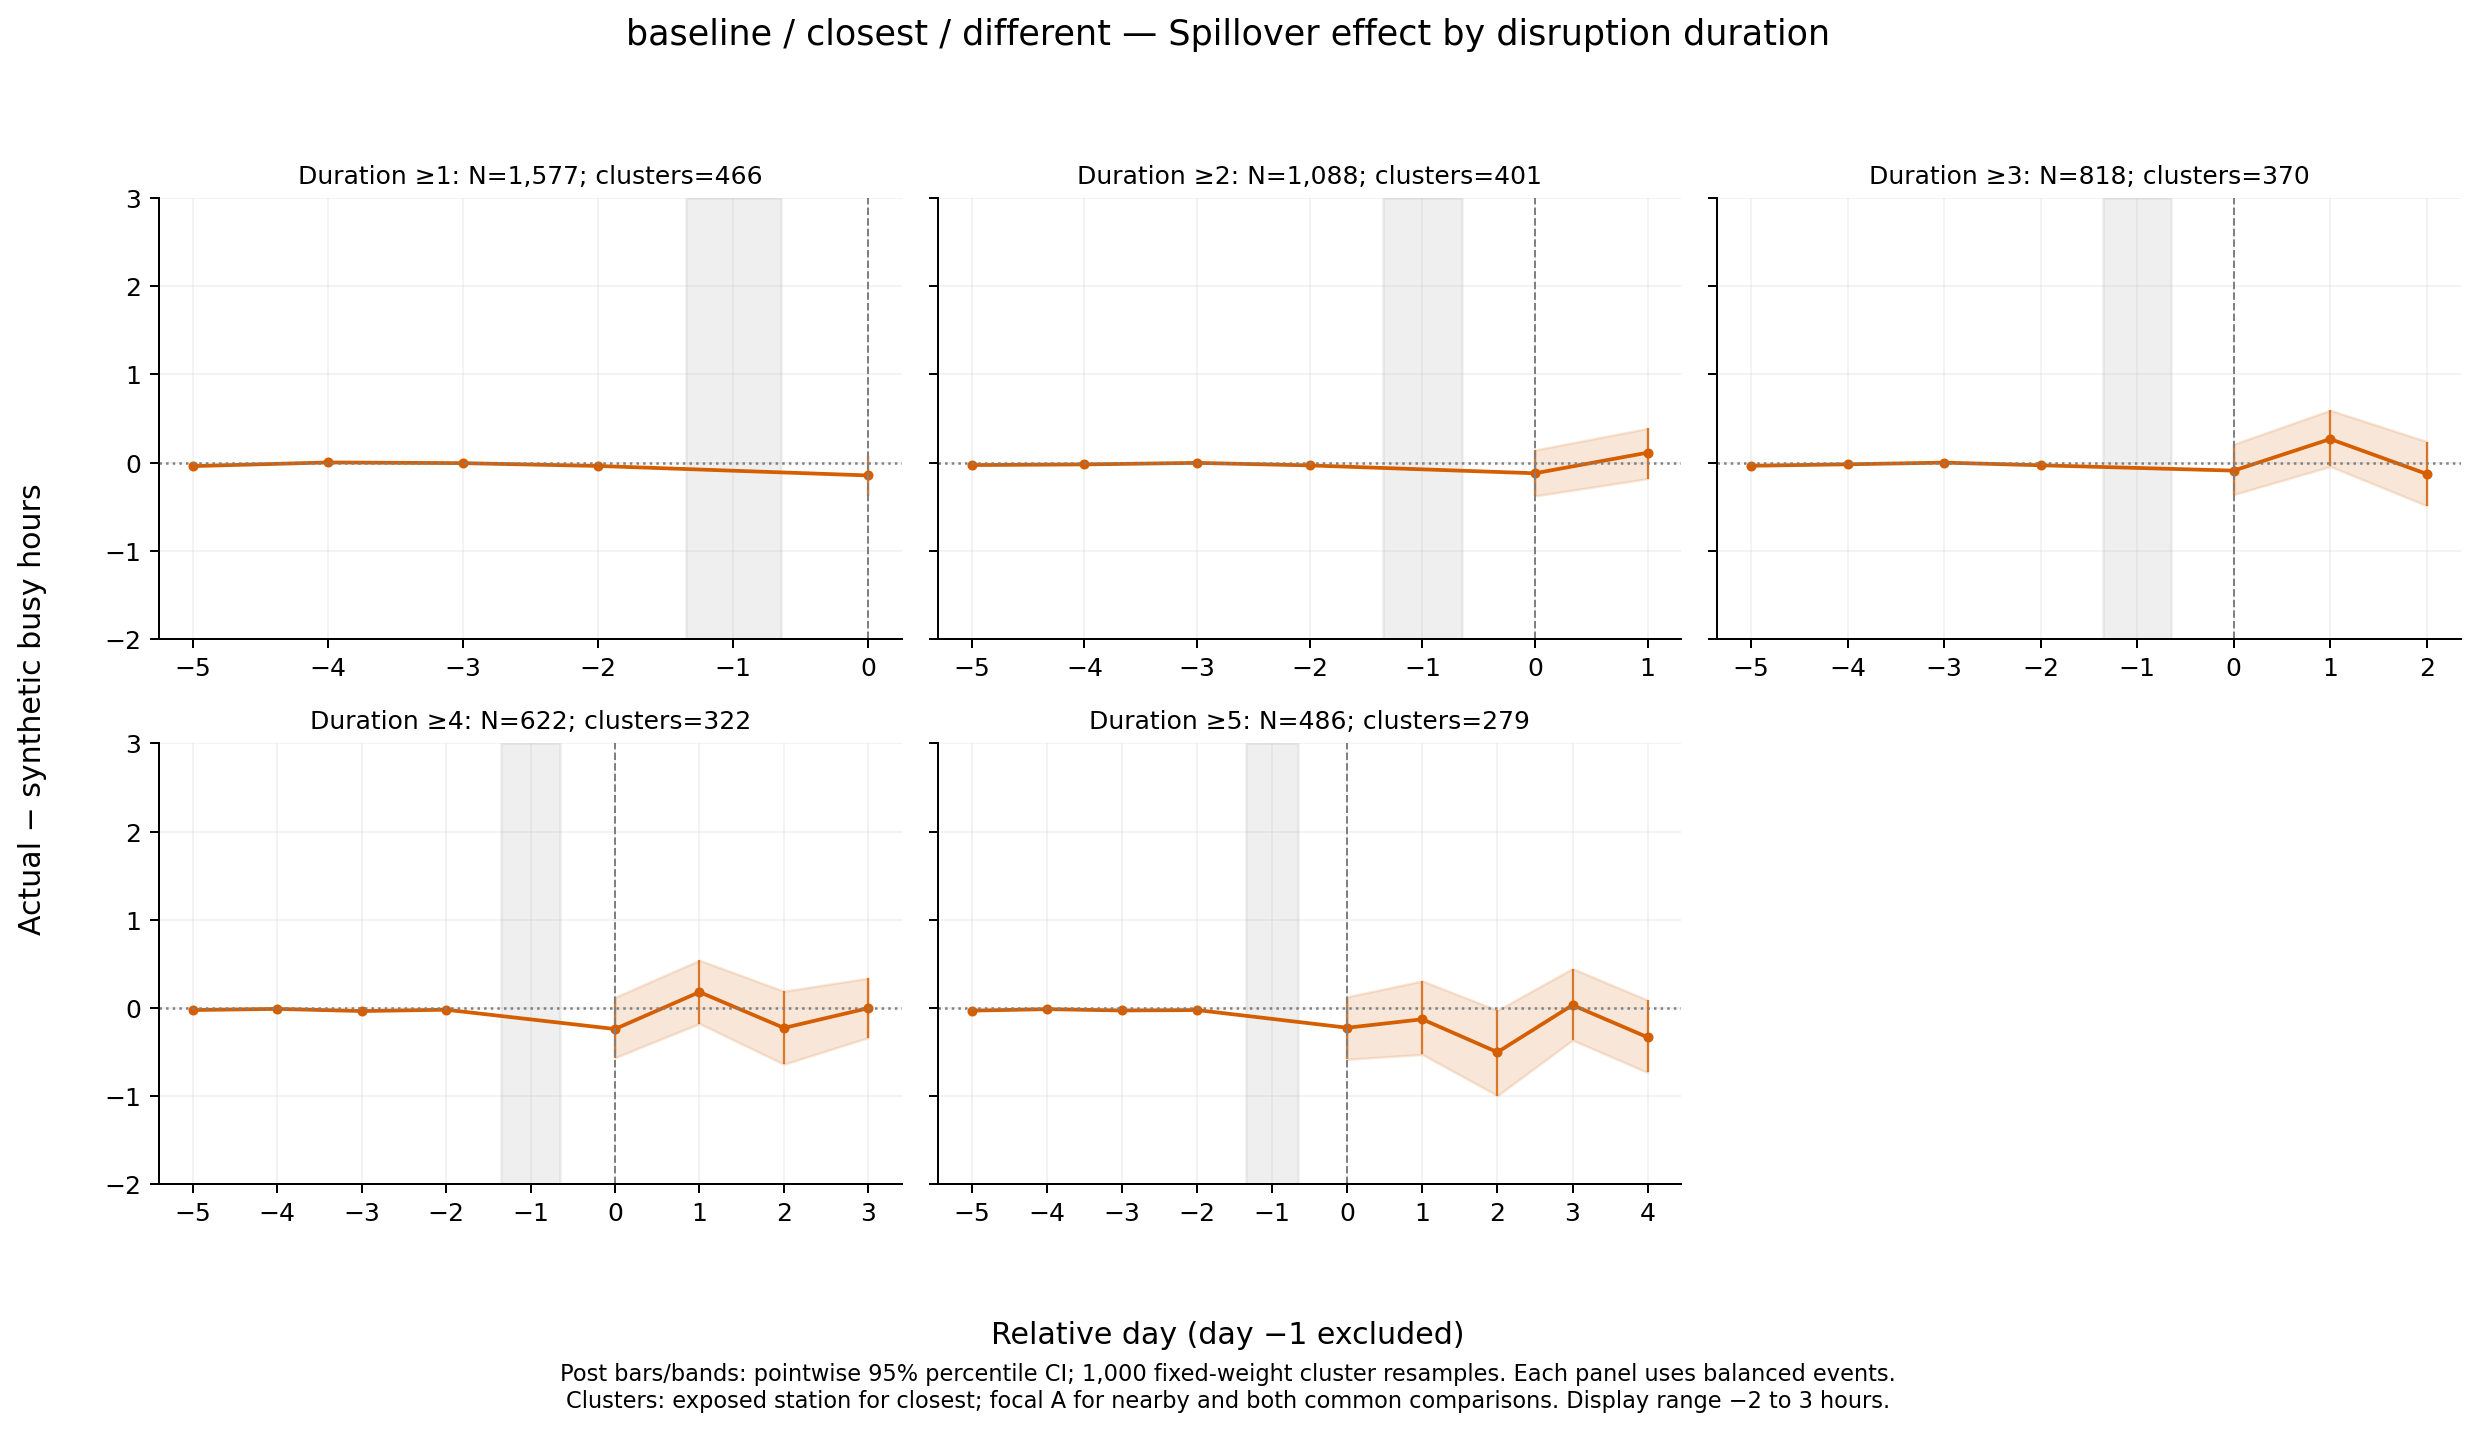 baseline / closest / different — Spillover effect by disruption duration
Duration ≥1: N=1,577; clusters=466
Duration ≥2: N=1,088; clusters=401
Duration ≥3: N=818; clusters=370
3
2
1
0
−1
−2
−5 −4 −3 −2 −1 0
−5 −4 −3 −2 −1 0 1
−5 −4 −3 −2 −1 0 1 2
Actual − synthetic busy hours
Duration ≥4: N=622; clusters=322
Duration ≥5: N=486; clusters=279
3
2
1
0
−1
−2
−5 −4 −3 −2 −1 0 1 2 3
−5 −4 −3 −2 −1 0 1 2 3 4
Relative day (day −1 excluded)
Post bars/bands: pointwise 95% percentile CI; 1,000 fixed-weight cluster resamples. Each panel uses balanced events.
Clusters: exposed station for closest; focal A for nearby and both common comparisons. Display range −2 to 3 hours.